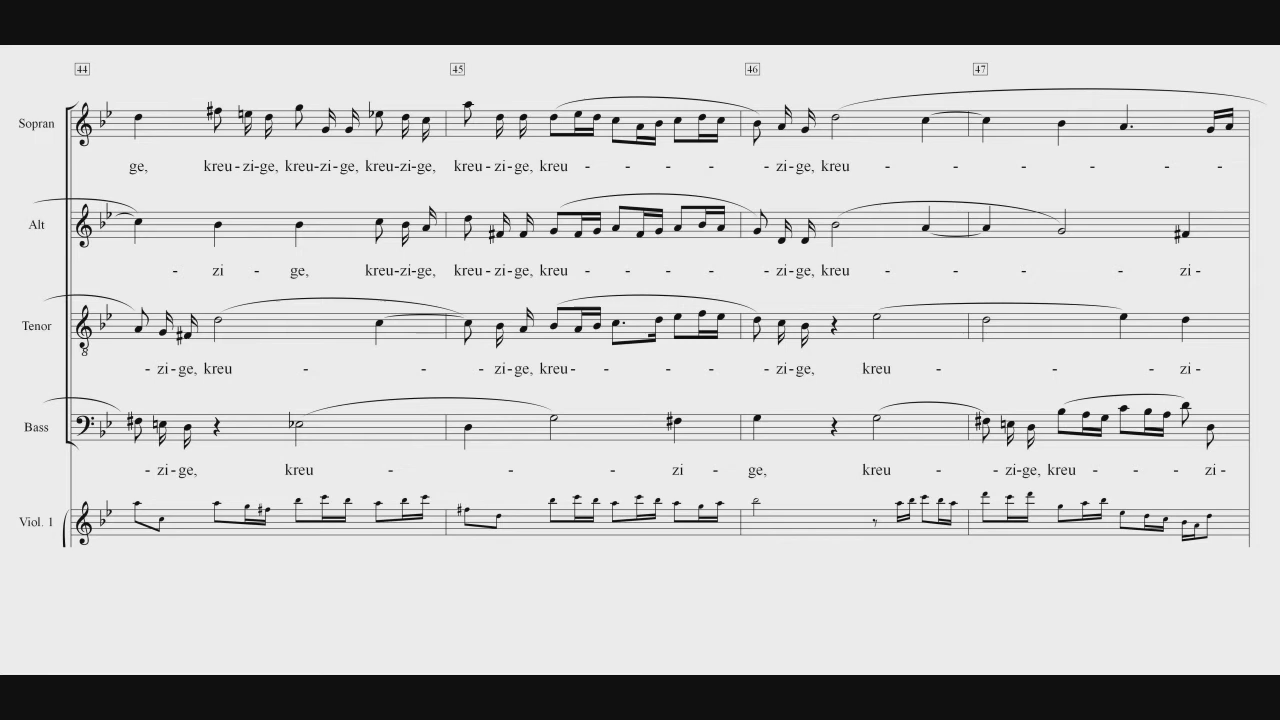 44 45 46 47
Sopran
ge, kreu - zi - ge, kreu - zi - ge, kreu - zi - ge, kreu - zi - ge, kreu - - - - - zi - ge, kreu - - - - - -
Alt
- zi - ge, kreu - zi - ge, kreu - zi - ge, kreu - - - - - zi - ge, kreu - - - - zi -
Tenor
- zi - ge, kreu - - - zi - ge, kreu - - - - - zi - ge, kreu - - - zi -
Bass
- zi - ge, kreu - - - zi - ge, kreu - - zi - ge, kreu - - - zi -
Viol. 1